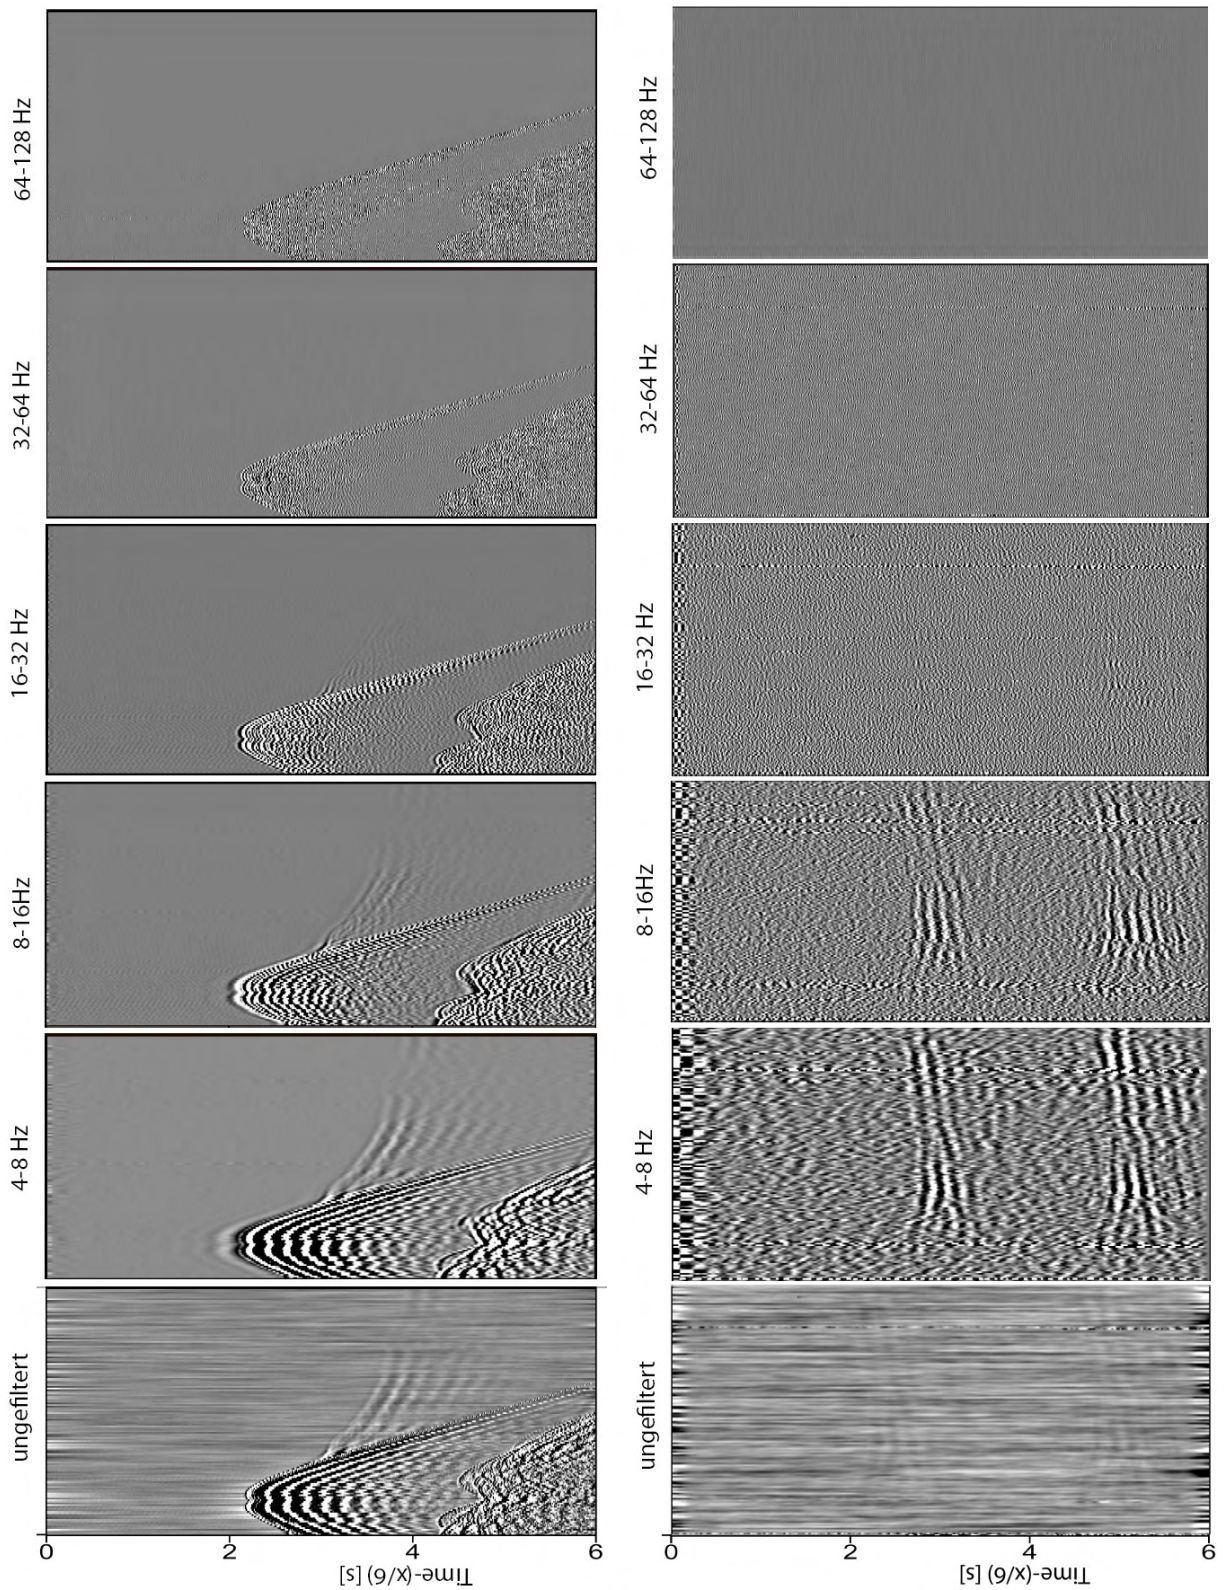 64-128 Hz
32-64 Hz
16-32 Hz
8-16Hz
4-8 Hz
ungefiltert
0
2
4
6
Time-(x/6) [s]
64-128 Hz
32-64 Hz
16-32 Hz
8-16Hz
4-8 Hz
ungefiltert
0
2
4
6
Time-(x/6) [s]